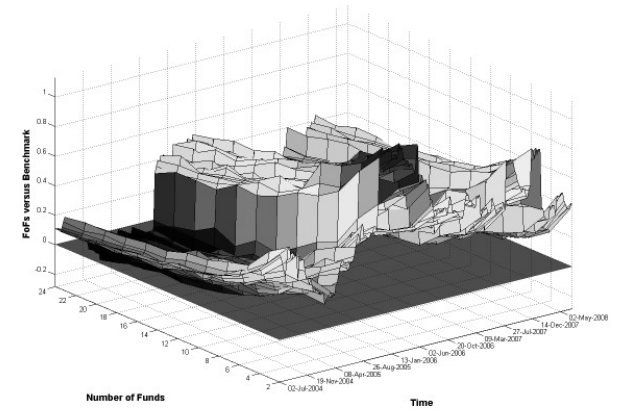 FoFs versus Benchmark
1
0.8
0.6
0.4
0.2
0
-0.2
24
22
20
18
16
14
12
10
8
6
4
2
02-Jul-2004
19-Nov-2004
08-Apr-2005
26-Aug-2005
13-Jan-2006
02-Jun-2006
20-Oct-2006
09-Mar-2007
27-Jul-2007
14-Dec-2007
02-May-2008
Number of Funds
Time